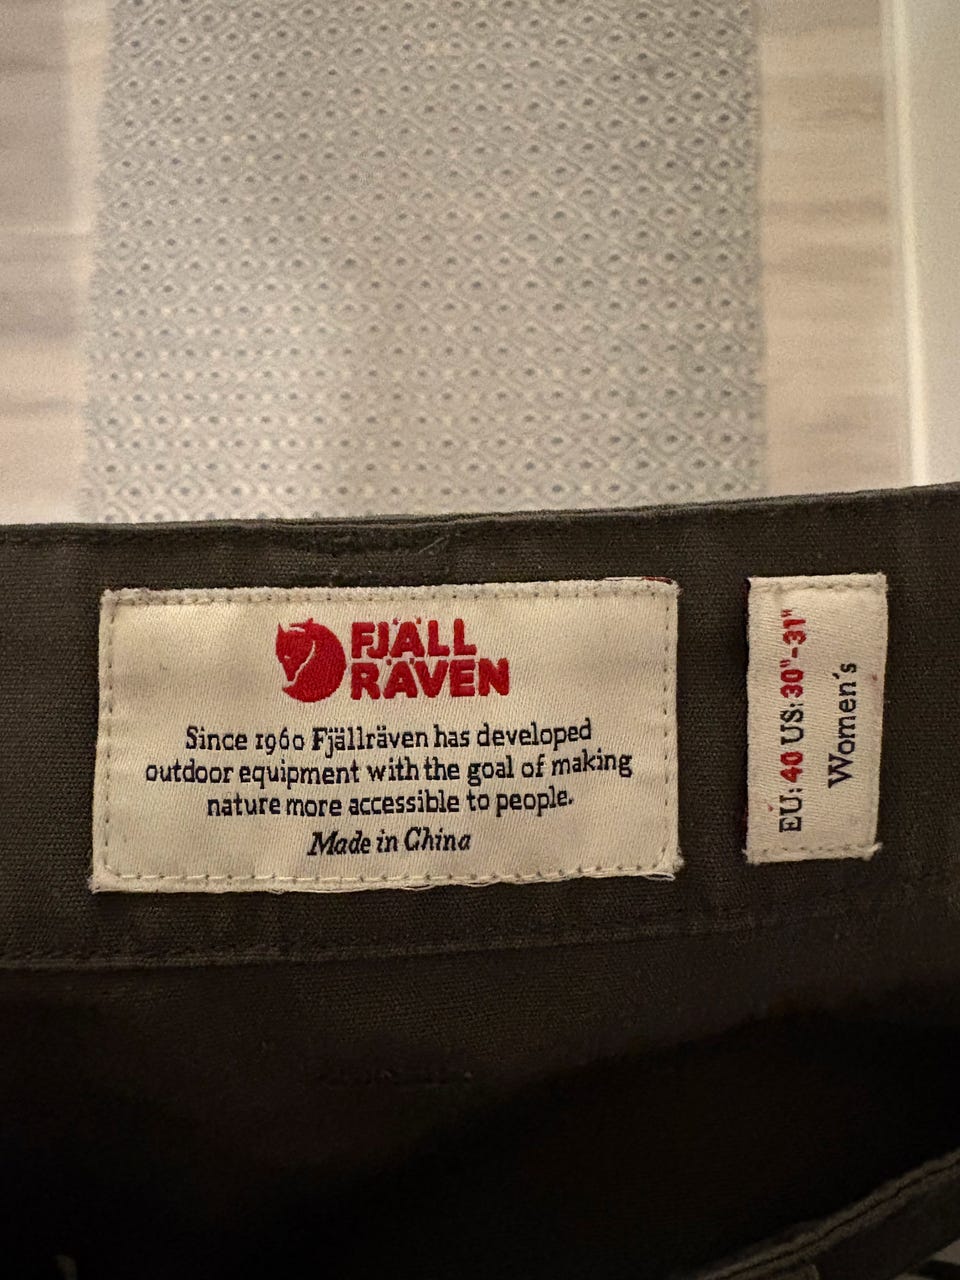 FJÄLL
RÄVEN
Since 1960 Fjällräven has developed
outdoor equipment with the goal of making
nature more accessible to people.
Made in China
EU: 40 US: 30"-31"
Women's